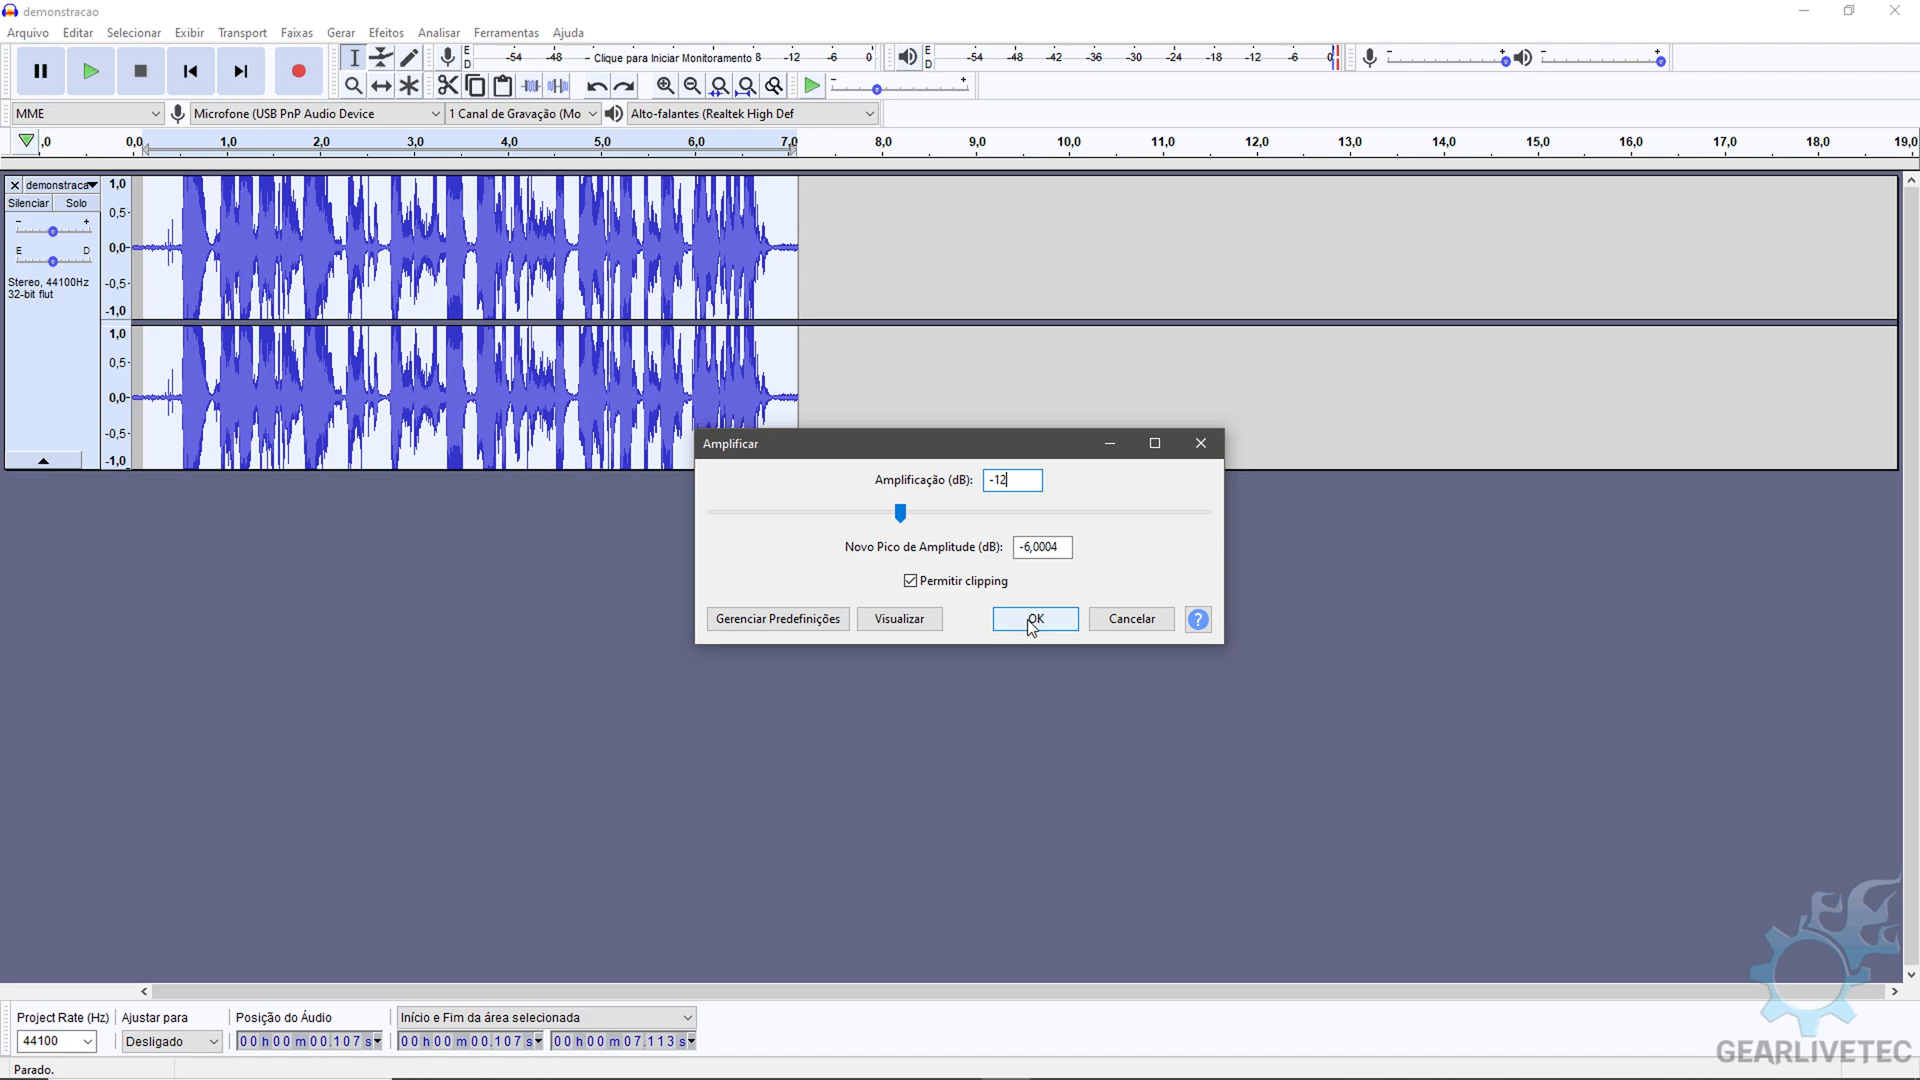 demonstracao
Arquivo Editar Selecionar Exibir Transport Faixas Gerar Efeitos Analisar Ferramentas Ajuda
E
D
-54 -48 - Clique para Iniciar Monitoramento 8 -12 -6 0
E
D
-54 -48 -42 -36 -30 -24 -18 -12 -6 0
- + - +
- +
MME Microfone (USB PnP Audio Device 1 Canal de Gravação (Mo Alto-falantes (Realtek High Def
,0 0,0 1,0 2,0 3,0 4,0 5,0 6,0 7,0 8,0 9,0 10,0 11,0 12,0 13,0 14,0 15,0 16,0 17,0 18,0 19,0
demonstraca
Silenciar Solo
- +
E D
Stereo, 44100Hz
32-bit flut
1,0
0,5-
0,0-
-0,5-
-1,0
1,0
0,5-
0,0-
-0,5-
-1,0
Amplificar
Amplificação (dB): -12
Novo Pico de Amplitude (dB): -6,0004
Permitir clipping
Gerenciar Predefinições Visualizar OK Cancelar ?
Project Rate (Hz) Ajustar para Posição do Áudio Início e Fim da área selecionada
44100 Desligado 00h00m00.107s 00h00m00.107s 00h00m07.113s
Parado.
GEARLIVETEC